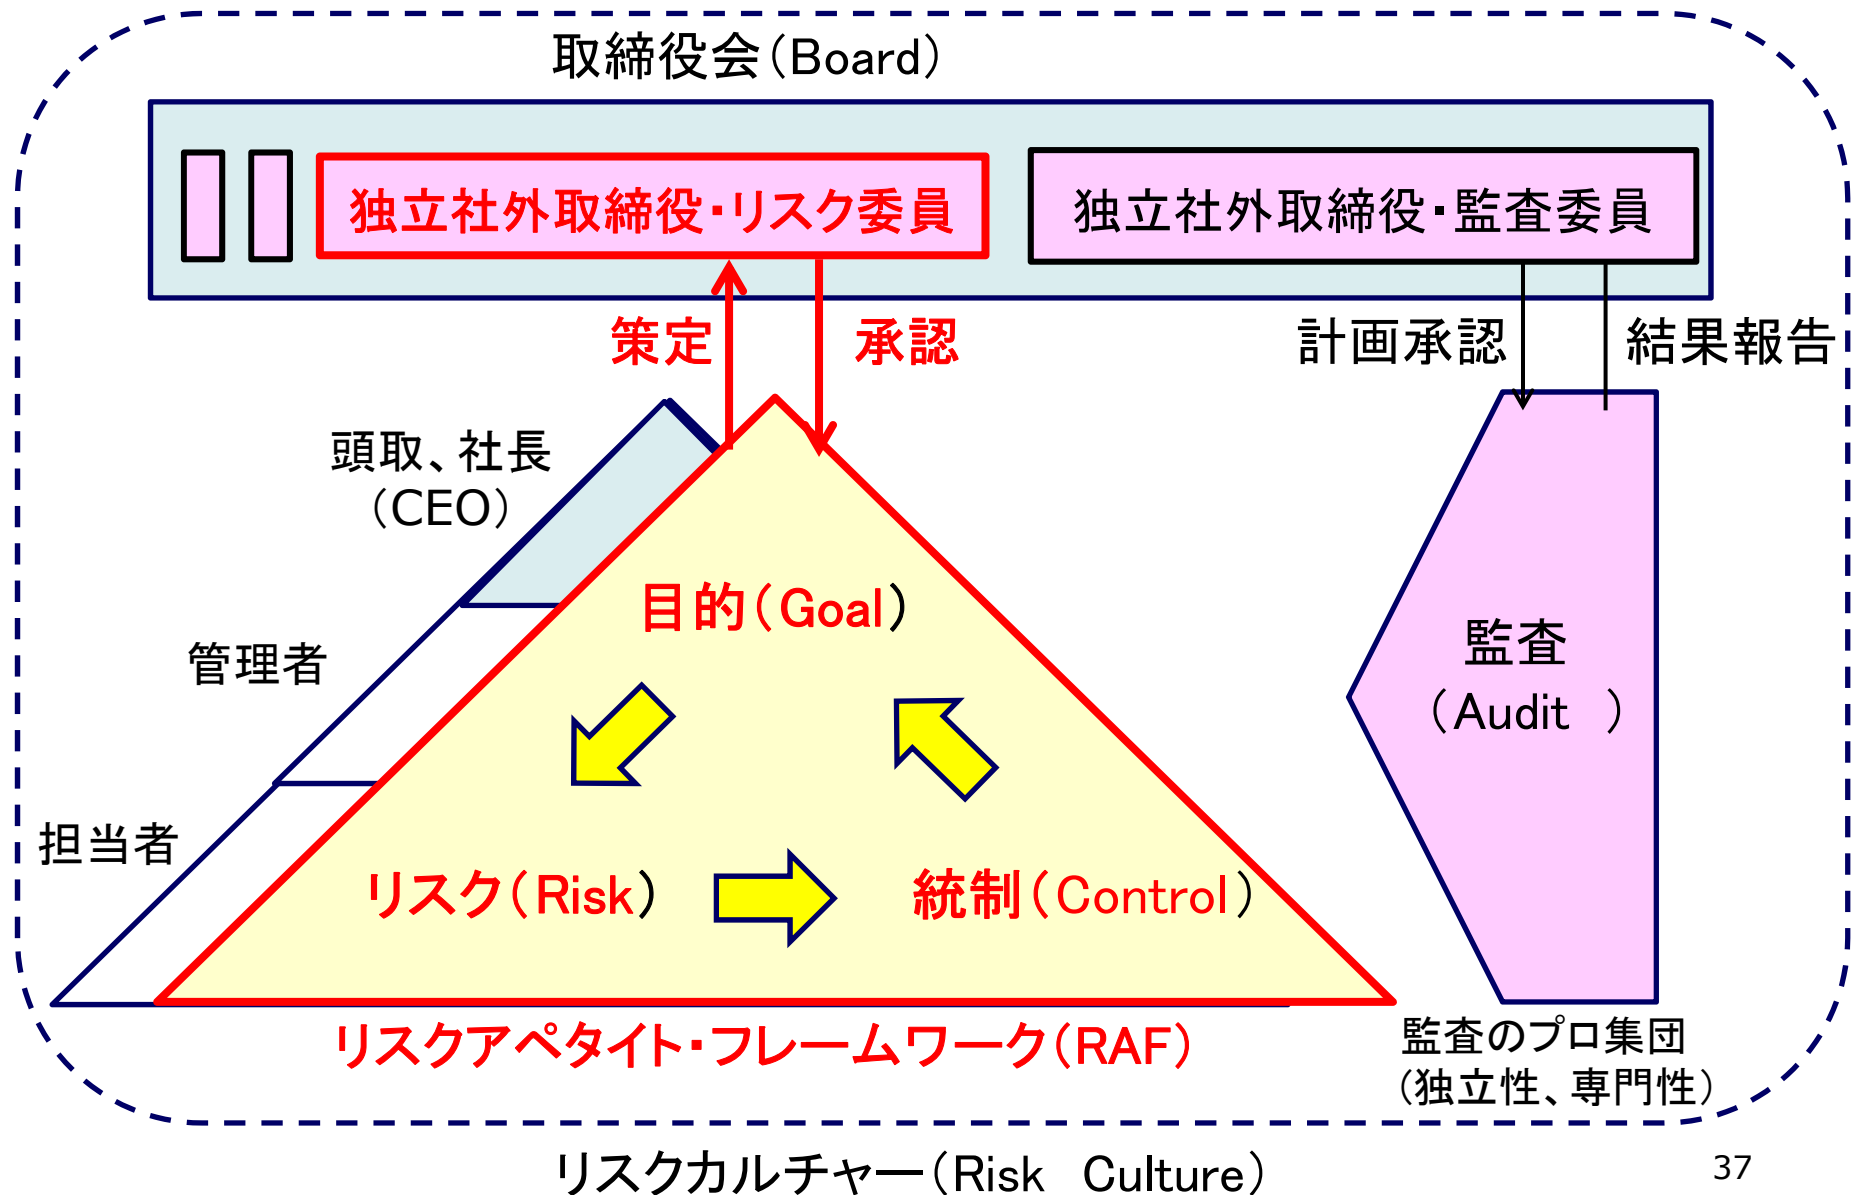 取締役会(Board)
独立社外取締役・リスク委員
独立社外取締役・監査委員
策定
承認
計画承認
結果報告
頭取、社長
(CEO)
目的(Goal)
管理者
監査
(Audit　)
担当者
リスク(Risk)
統制(Control)
リスクアペタイト・フレームワーク(RAF)
監査のプロ集団
(独立性、専門性)
リスクカルチャー(Risk　Culture)
37